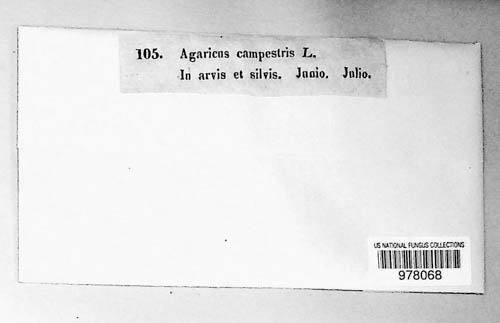 105. Agaricus campestris L.
In arvis et silvis. Junio. Julio.
US NATIONAL FUNGUS COLLECTIONS
978068